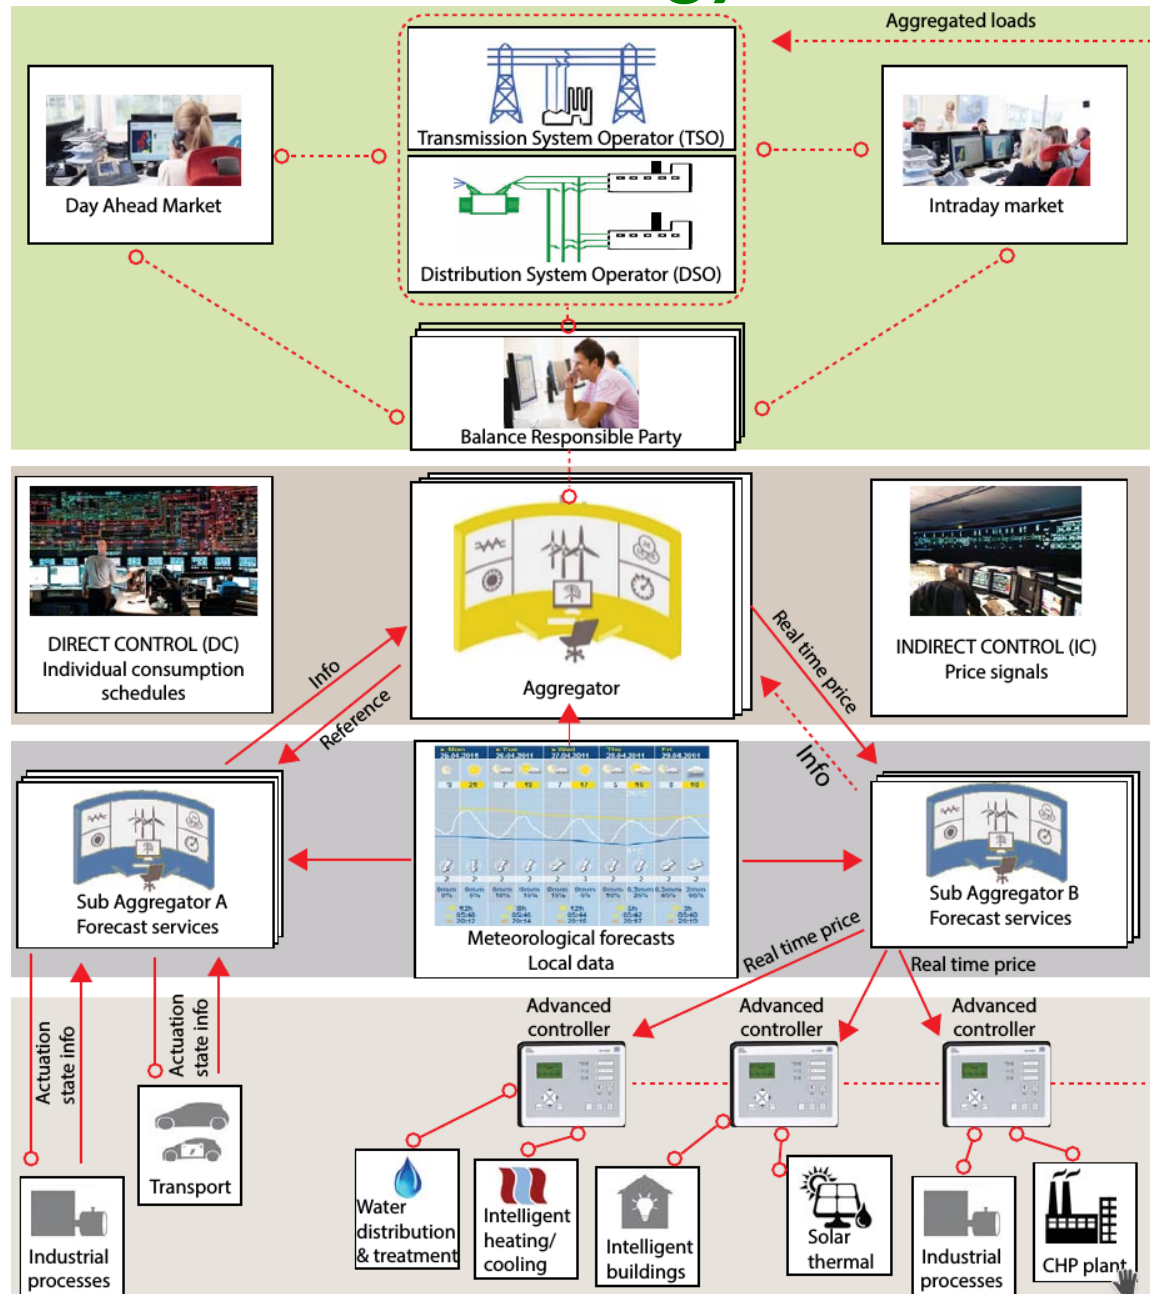 Aggregated loads
Transmission System Operator (TSO)
Day Ahead Market
Intraday market
Distribution System Operator (DSO)
Balance Responsible Party
DIRECT CONTROL (DC)
Individual consumption
schedules
Info
Reference
Aggregator
Real time price
Info
INDIRECT CONTROL (IC)
Price signals
Sub Aggregator A
Forecast services
Meteorological forecasts
Local data
Sub Aggregator B
Forecast services
Real time price
Real time price
Actuation
state info
Actuation
state info
Advanced
controller
Advanced
controller
Advanced
controller
Transport
Industrial
processes
Water
distribution
& treatment
Intelligent
heating/
cooling
Intelligent
buildings
Solar
thermal
Industrial
processes
CHP plant